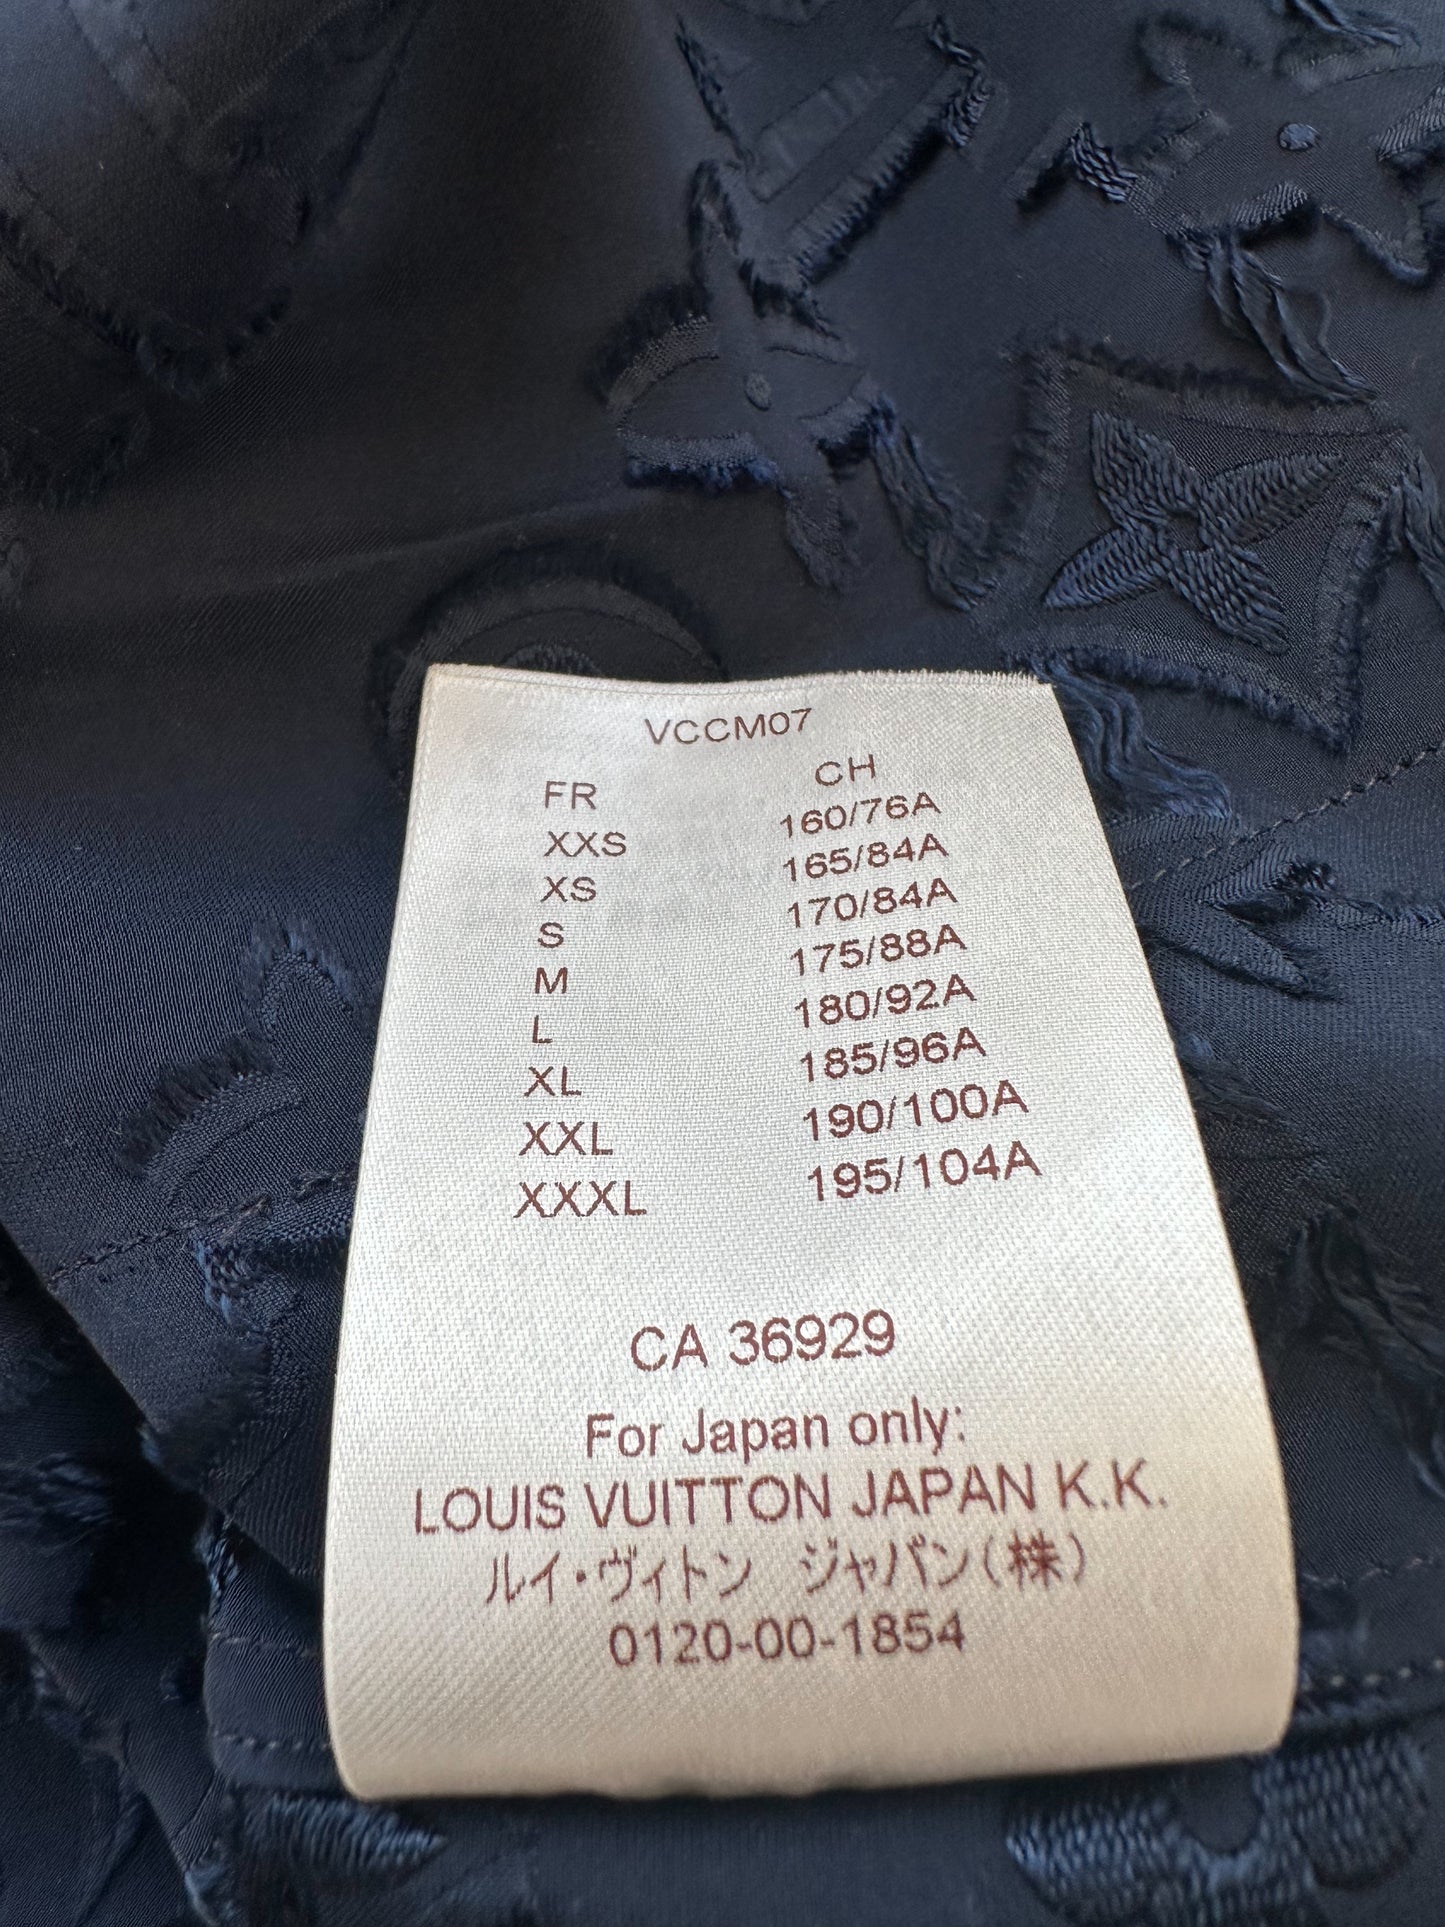 VCCM07
FR CH
XXS 160/76A
XS 165/84A
S 170/84A
M 175/88A
L 180/92A
XL 185/96A
XXL 190/100A
XXXL 195/104A
CA 36929
For Japan only:
LOUIS VUITTON JAPAN K.K.
ルイ・ヴィトン ジャパン(株)
0120-00-1854